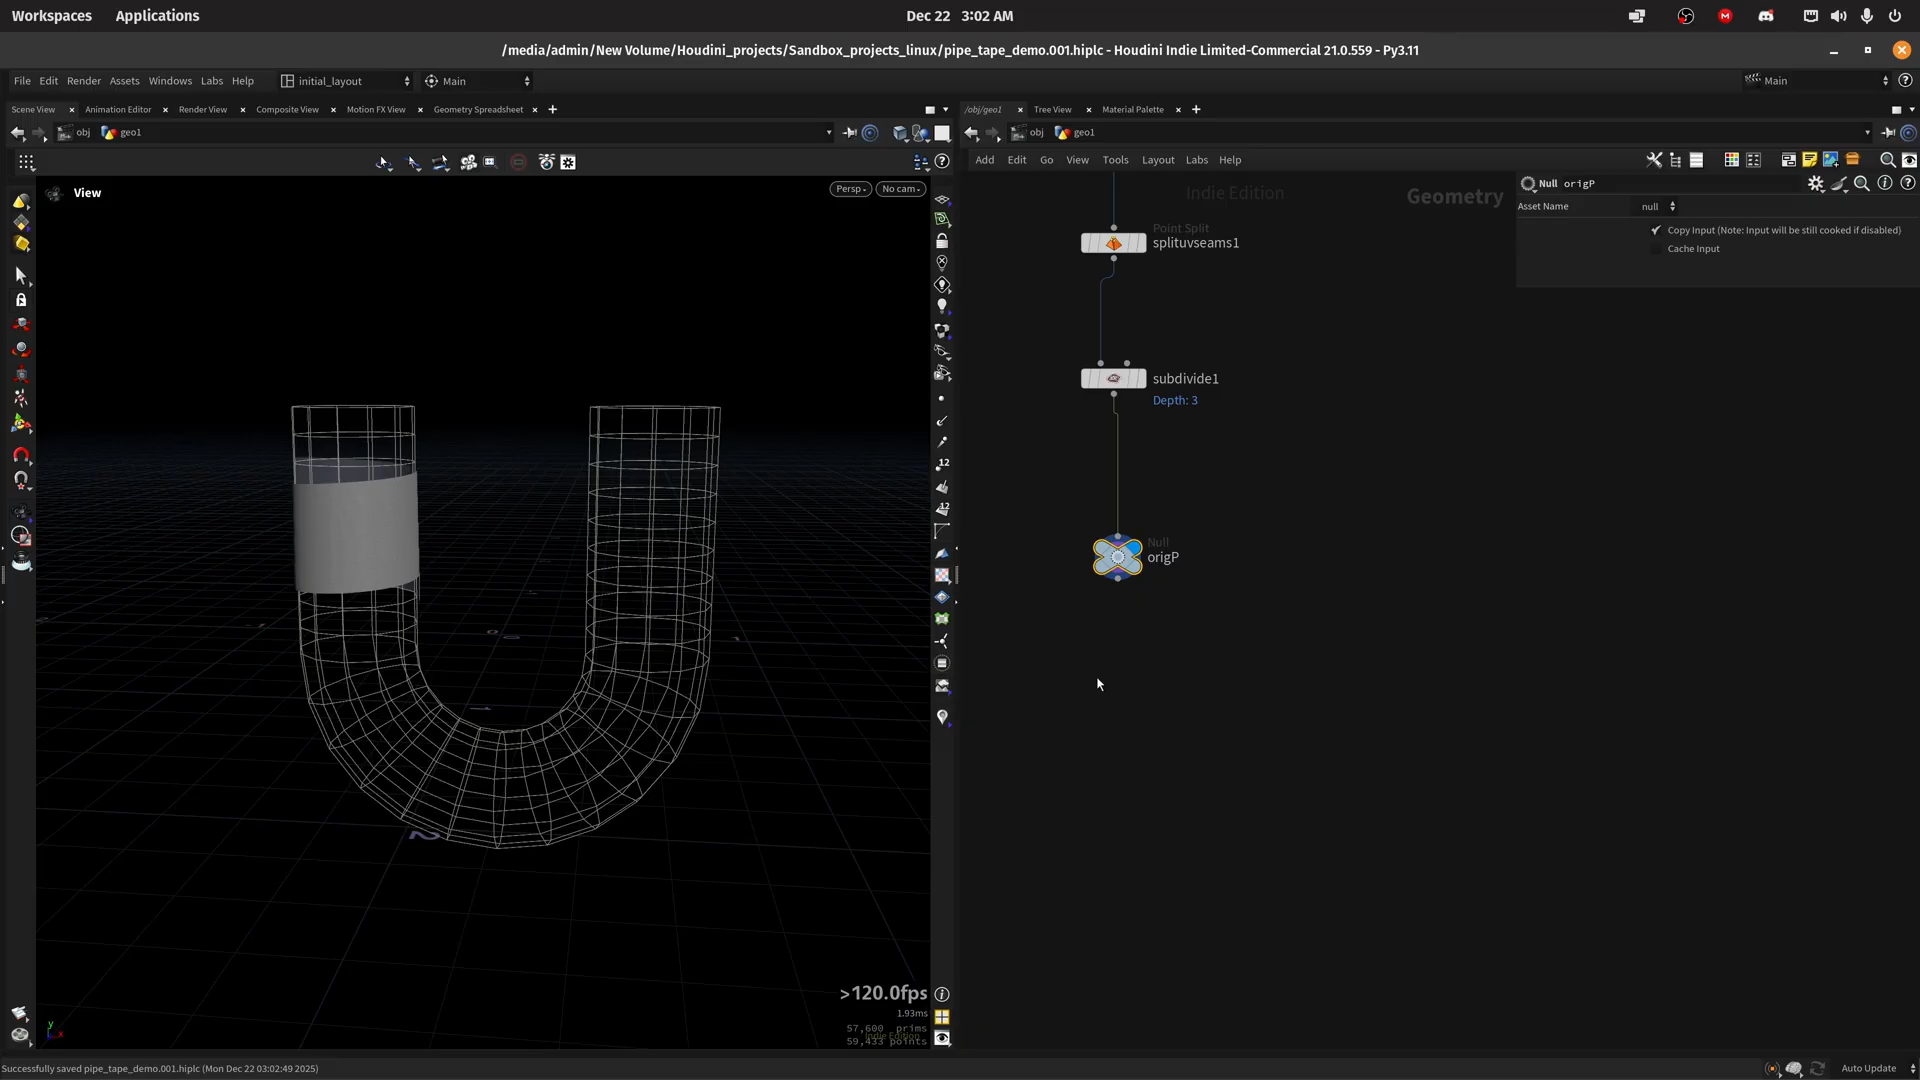 Workspaces Applications Dec 22 3:02 AM
/media/admin/New Volume/Houdini_projects/Sandbox_projects_linux/pipe_tape_demo.001.hiplc - Houdini Indie Limited-Commercial 21.0.559 - Py3.11
File Edit Render Assets Windows Labs Help initial_layout Main Main
Scene View Animation Editor Render View Composite View Motion FX View Geometry Spreadsheet
/obj/geo1 Tree View Material Palette
obj geo1
obj geo1
Add Edit Go View Tools Layout Labs Help
View Persp No cam
Indie Edition
Geometry
Null origP
Asset Name null
Copy Input (Note: Input will be still cooked if disabled)
Cache Input
Point Split
splituvseams1
subdivide1
Depth: 3
Null
origP
12
12
>120.0fps
1.93ms
57,600 prims
59,433 points
Indie Edition
y
Successfully saved pipe_tape_demo.001.hiplc (Mon Dec 22 03:02:49 2025)
Auto Update